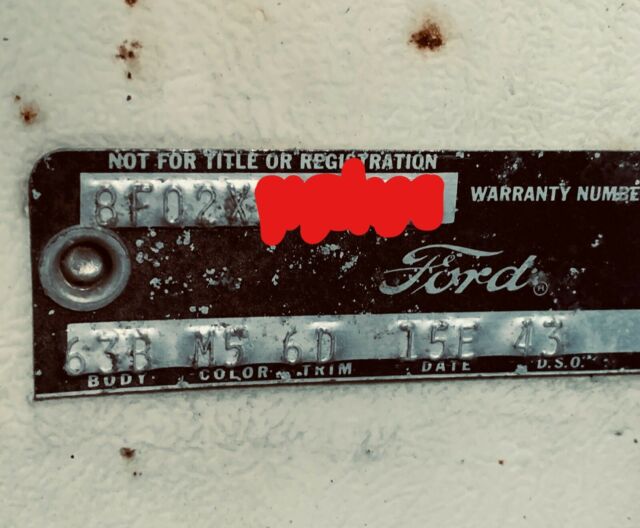 NOT FOR TITLE OR REGISTRATION
8F02X
WARRANTY NUMBE
Ford ®
63B M5 6D 15E 43
BODY. COLOR. TRIM DATE D.S.O.